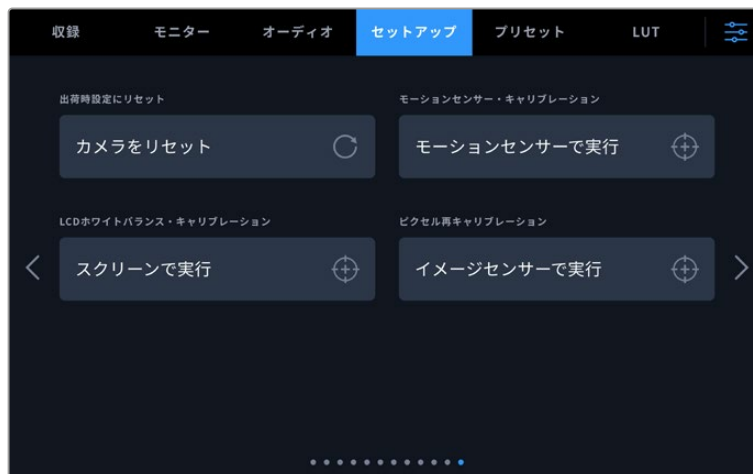 収録 モニター オーディオ セットアップ プリセット LUT
出荷時設定にリセット モーションセンサー・キャリブレーション
カメラをリセット モーションセンサーで実行
LCDホワイトバランス・キャリブレーション ピクセル再キャリブレーション
スクリーンで実行 イメージセンサーで実行